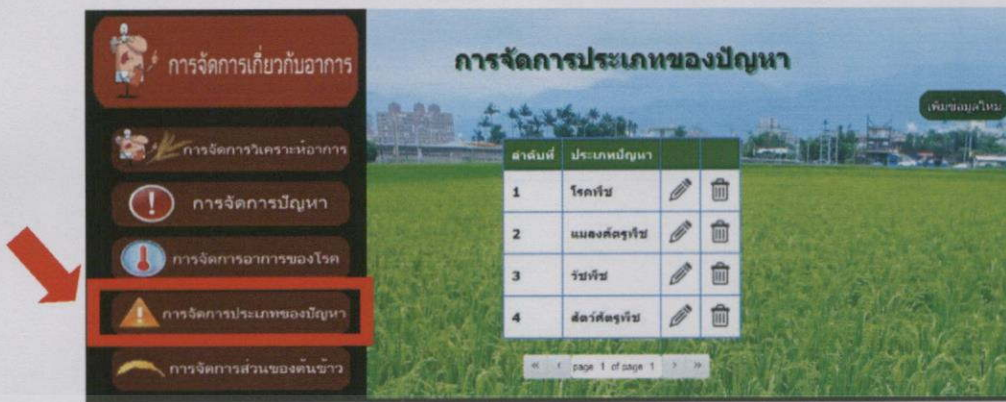 การจัดการเกี่ยวกับอาการ
การจัดการวิเคราะห์อาการ
การจัดการปัญหา
การจัดการอาการของโรค
การจัดการประเภทของปัญหา
การจัดการส่วนของต้นข้าว
การจัดการประเภทของปัญหา
เพิ่มข้อมูลใหม่
ลำดับที่ ประเภทปัญหา
1 โรคพืช
2 แมลงศัตรูพืช
3 วัชพืช
4 สัตว์ศัตรูพืช
« ‹ page 1 of page 1 › »